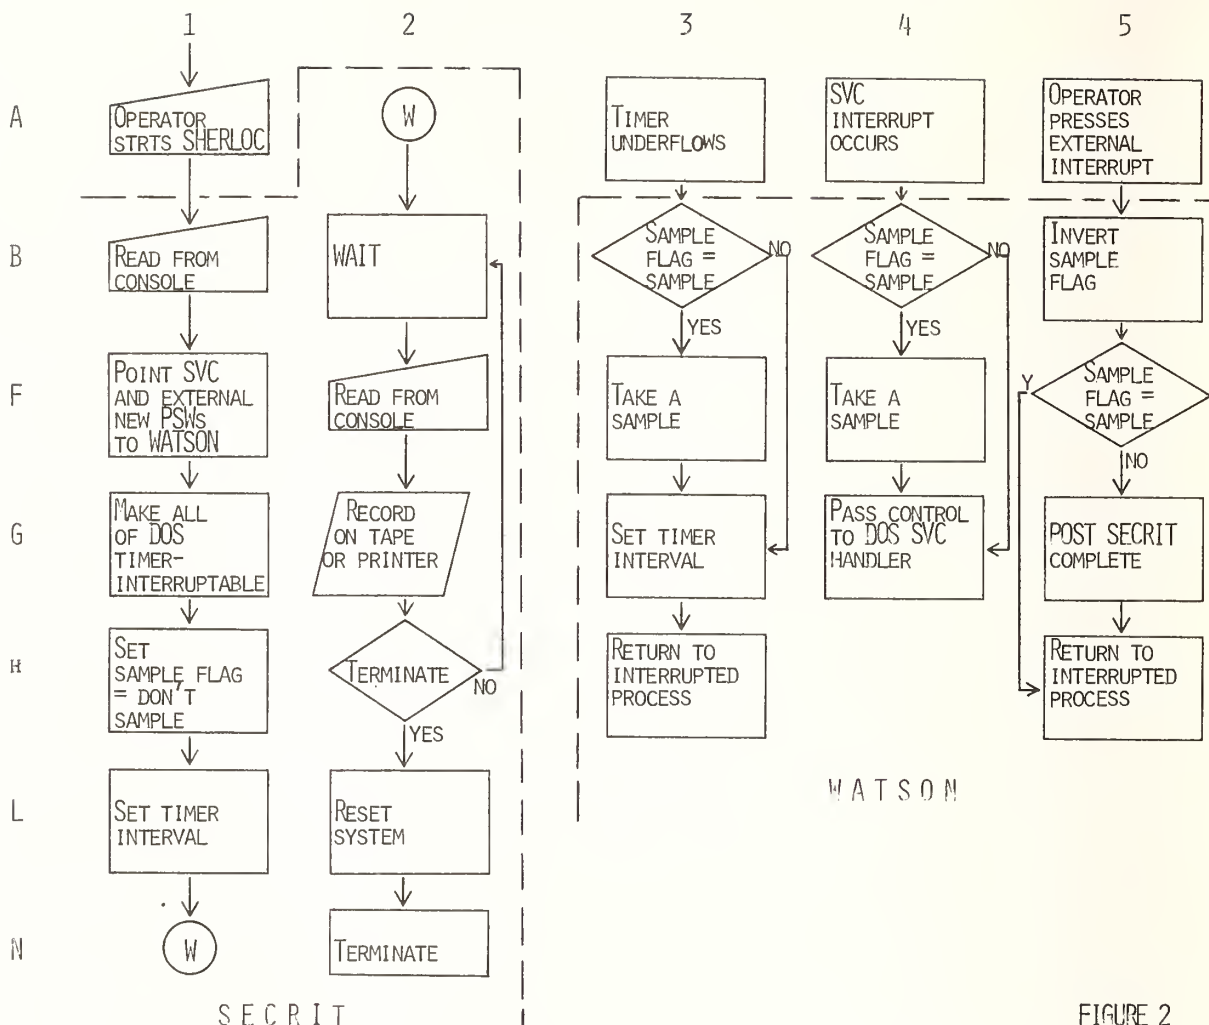 1
2
3
4
5
A
B
F
G
H
L
N
OPERATOR
STRTS SHERLOC
READ FROM
CONSOLE
POINT SVC
AND EXTERNAL
NEW PSWS
TO WATSON
MAKE ALL
OF DOS
TIMER-
INTERRUPTABLE
SET
SAMPLE FLAG
= DON'T
SAMPLE
SET TIMER
INTERVAL
W
W
WAIT
READ FROM
CONSOLE
RECORD
ON TAPE
OR PRINTER
TERMINATE
NO
YES
RESET
SYSTEM
TERMINATE
SECRIT
TIMER
UNDERFLOWS
SAMPLE
FLAG =
SAMPLE
NO
YES
TAKE A
SAMPLE
SET TIMER
INTERVAL
RETURN TO
INTERRUPTED
PROCESS
SVC
INTERRUPT
OCCURS
SAMPLE
FLAG =
SAMPLE
NO
YES
TAKE A
SAMPLE
PASS CONTROL
TO DOS SVC
HANDLER
OPERATOR
PRESSES
EXTERNAL
INTERRUPT
INVERT
SAMPLE
FLAG
SAMPLE
FLAG =
SAMPLE
Y
NO
POST SECRIT
COMPLETE
RETURN TO
INTERRUPTED
PROCESS
WATSON
FIGURE 2